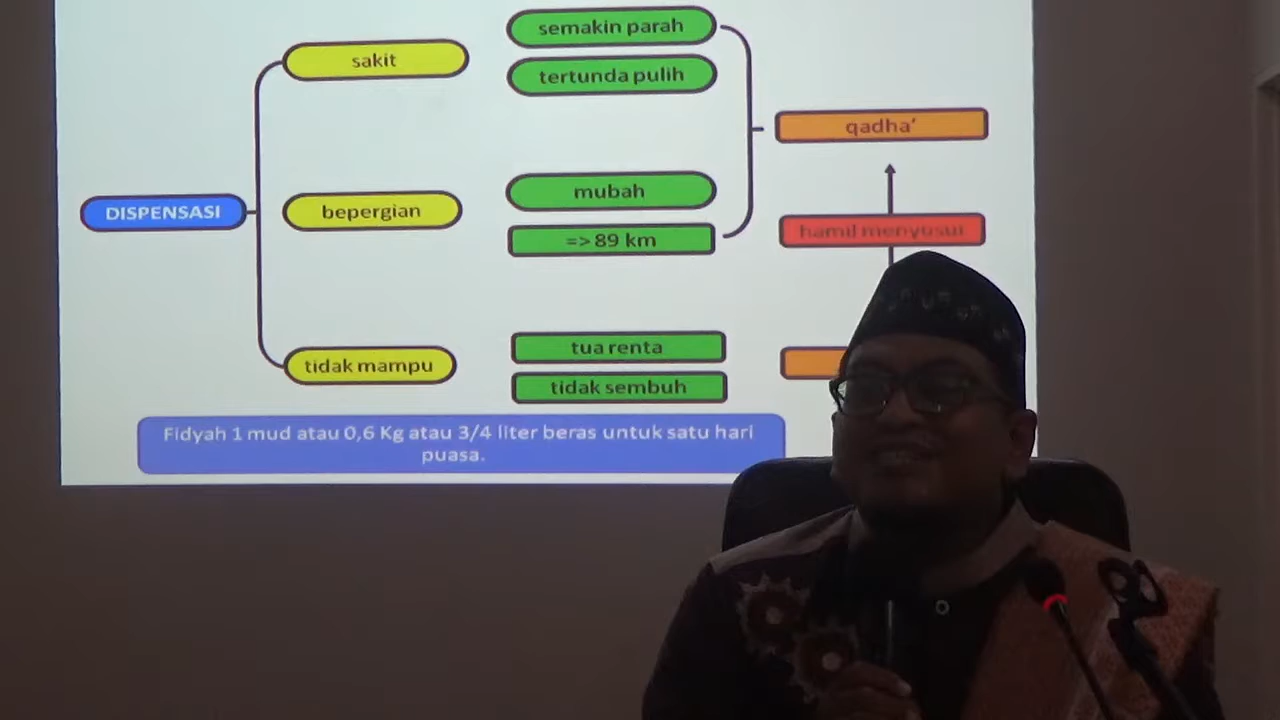 semakin parah
sakit
tertunda pulih
qadha’
mubah
DISPENSASI
bepergian
=> 89 km
hamil menyusui
tua renta
tidak mampu
tidak sembuh
Fidyah 1 mud atau 0,6 Kg atau 3/4 liter beras untuk satu hari
puasa.